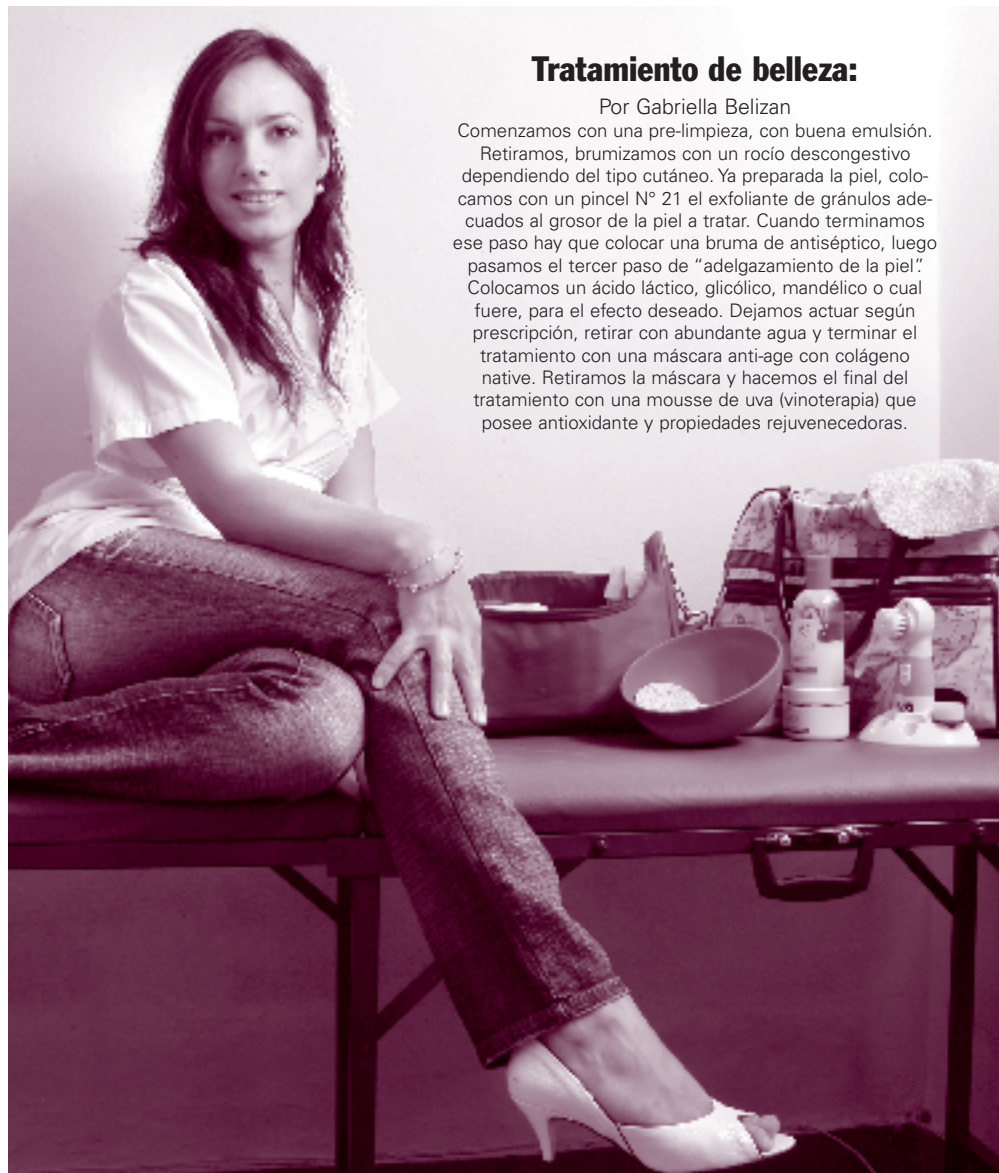 Tratamiento de belleza:
Por Gabriella Belizan
Comenzamos con una pre-limpieza, con buena emulsión.
Retiramos, brumizamos con un rocío descongestivo
dependiendo del tipo cutáneo. Ya preparada la piel, colo-
camos con un pincel N° 21 el exfoliante de gránulos ade-
cuados al grosor de la piel a tratar. Cuando terminamos
ese paso hay que colocar una bruma de antiséptico, luego
pasamos el tercer paso de “adelgazamiento de la piel”.
Colocamos un ácido láctico, glicólico, mandélico o cual
fuere, para el efecto deseado. Dejamos actuar según
prescripción, retirar con abundante agua y terminar el
tratamiento con una máscara anti-age con colágeno
native. Retiramos la máscara y hacemos el final del
tratamiento con una mousse de uva (vinoterapia) que
posee antioxidante y propiedades rejuvenecedoras.